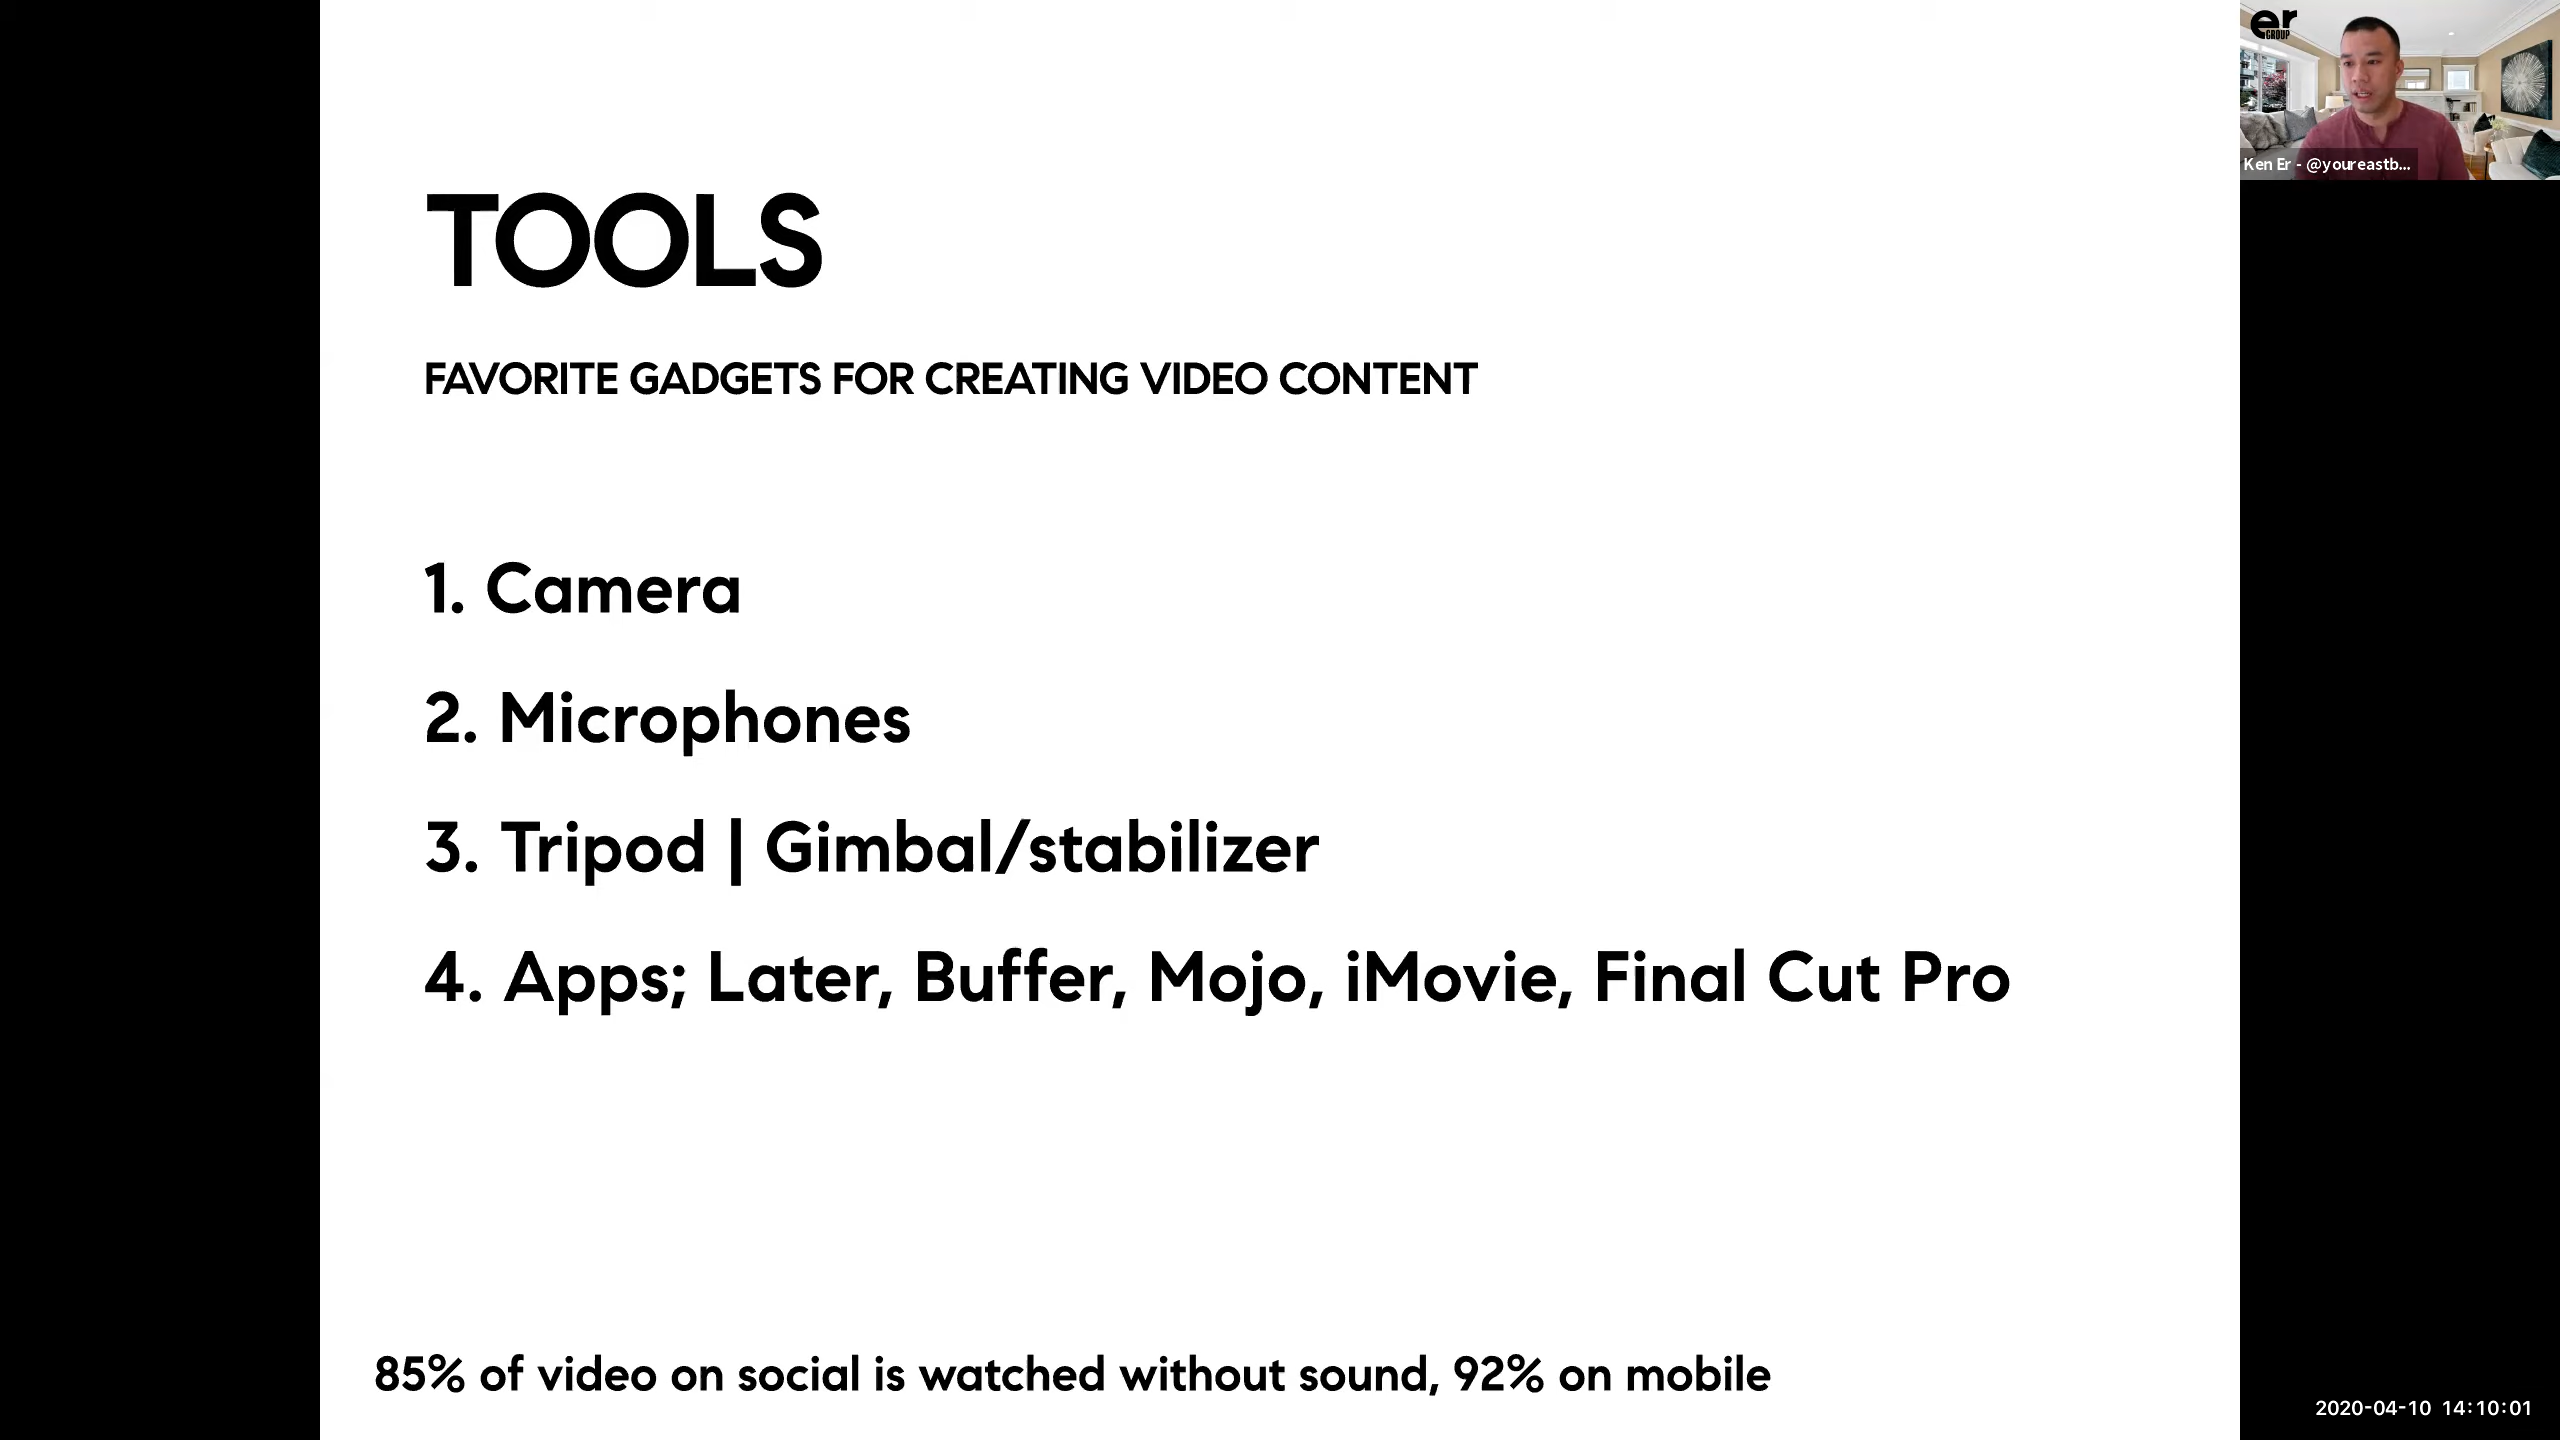 TOOLS
FAVORITE GADGETS FOR CREATING VIDEO CONTENT
1. Camera
2. Microphones
3. Tripod | Gimbal/stabilizer
4. Apps; Later, Buffer, Mojo, iMovie, Final Cut Pro
85% of video on social is watched without sound, 92% on mobile
er
GROUP
Ken Er - @youreastb...
2020-04-10 14:10:01